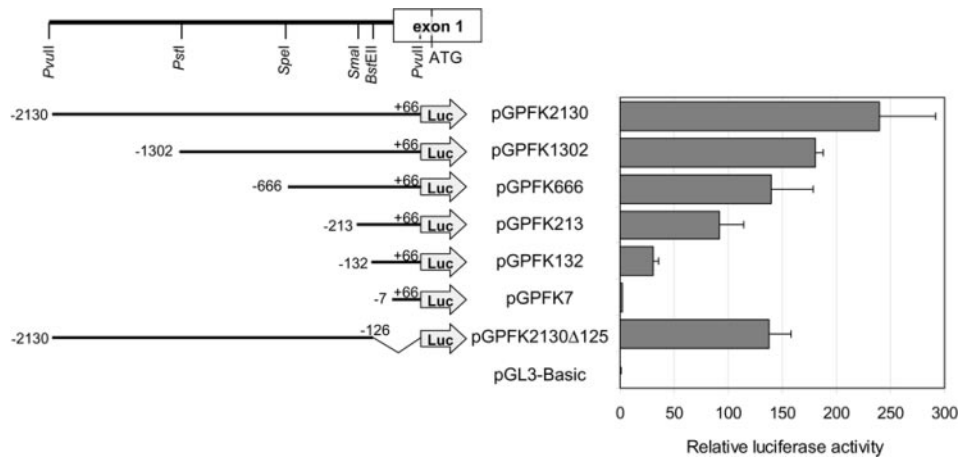 exon 1
ATG
PvuII
PstI
SpeI
SmaI
BstEII
PvuII
-2130 +66 Luc pGPFK2130
-1302 +66 Luc pGPFK1302
-666 +66 Luc pGPFK666
-213 +66 Luc pGPFK213
-132 +66 Luc pGPFK132
-7 +66 Luc pGPFK7
-2130 -126 Luc pGPFK2130Δ125
pGL3-Basic
0 50 100 150 200 250 300
Relative luciferase activity